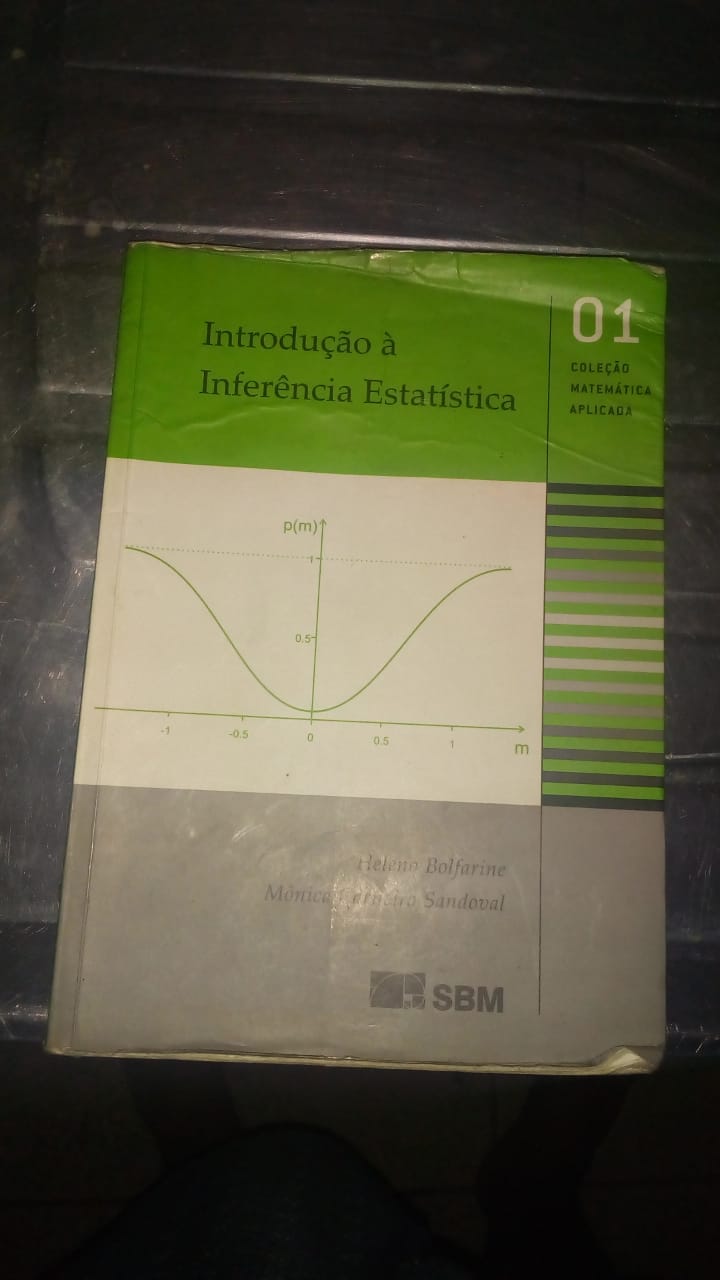 Introdução à
Inferência Estatística
01
COLEÇÃO
MATEMÁTICA
APLICADA
p(m)
1
0.5
-1
-0.5
0
0.5
1
m
Heleno Bolfarine
Mônica Carneiro Sandoval
SBM